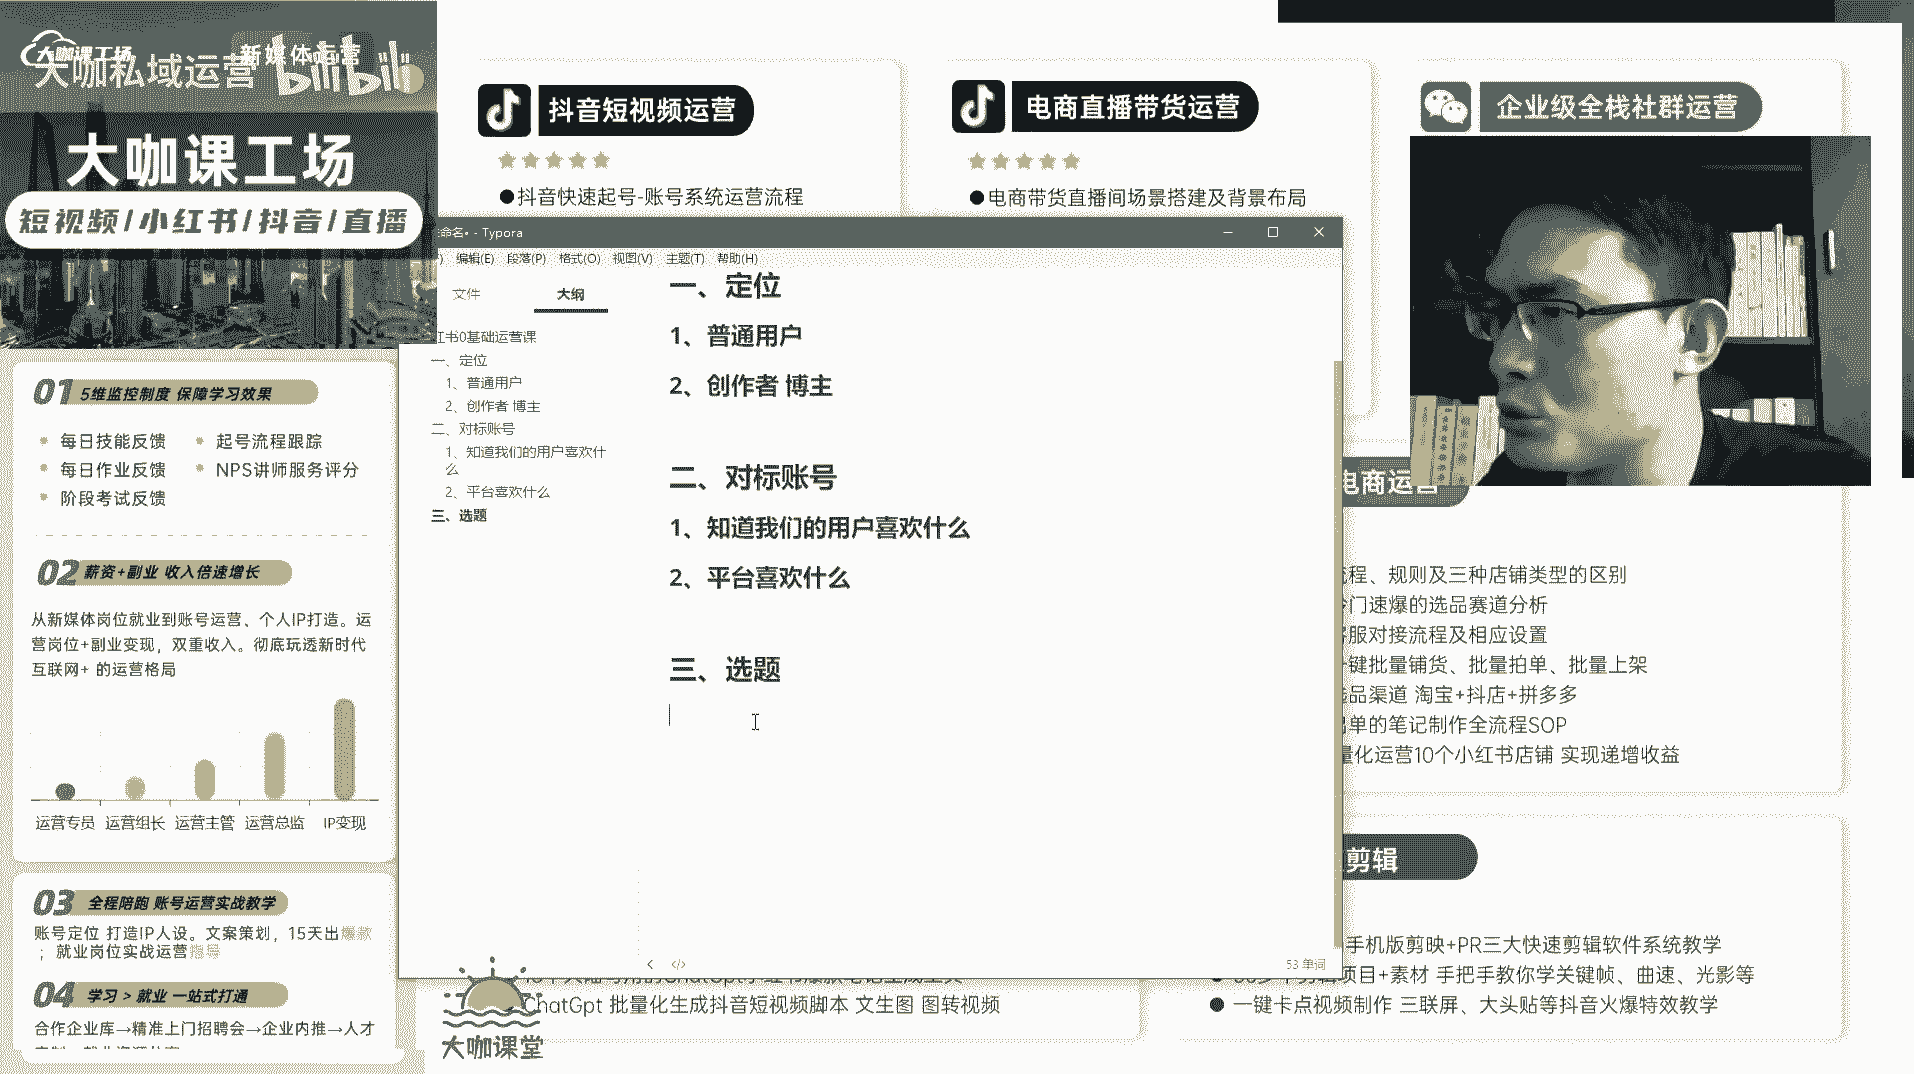 大咖课工场
新媒体运营
大咖私域运营
bilibili
大咖课工场
短视频/小红书/抖音/直播
01 5维监控制度 保障学习效果
每日技能反馈
起号流程跟踪
每日作业反馈
NPS讲师服务评分
阶段考试反馈
02 薪资+副业 收入倍速增长
从新媒体岗位就业到账号运营、个人IP打造。运
营岗位+副业变现，双重收入。彻底玩透新时代
互联网+ 的运营格局
运营专员 运营组长 运营主管 运营总监 IP变现
03 全程陪跑 账号运营实战教学
账号定位 打造IP人设。文案策划，15天出爆款
；就业岗位实战运营指导
04 学习 > 就业 一站式打通
合作企业库→精准上门招聘会→企业内推→人才
抖音短视频运营
●抖音快速起号-账号系统运营流程
电商直播带货运营
●电商带货直播间场景搭建及背景布局
企业级全栈社群运营
命名• - Typora
编辑(E) 段落(P) 格式(O) 视图(V) 主题(T) 帮助(H)
文件 大纲
红书0基础运营课
一、定位
1、普通用户
2、创作者 博主
二、对标账号
1、知道我们的用户喜欢什
么
2、平台喜欢什么
三、选题
一、定位
1、普通用户
2、创作者 博主
二、对标账号
1、知道我们的用户喜欢什么
2、平台喜欢什么
三、选题
53 单词
电商运营
流程、规则及三种店铺类型的区别
冷门速爆的选品赛道分析
客服对接流程及相应设置
一键批量铺货、批量拍单、批量上架
选品渠道 淘宝+抖店+拼多多
出单的笔记制作全流程SOP
量化运营10个小红书店铺 实现递增收益
剪辑
手机版剪映+PR三大快速剪辑软件系统教学
项目+素材 手把手教你学关键帧、曲速、光影等
● 一键卡点视频制作 三联屏、大头贴等抖音火爆特效教学
ChatGpt 批量化生成抖音短视频脚本 文生图 图转视频
大咖课堂